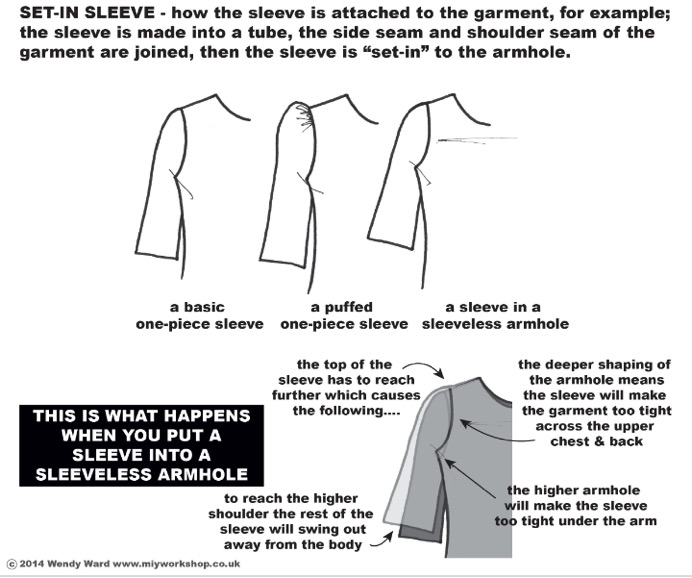 SET-IN SLEEVE - how the sleeve is attached to the garment, for example;
the sleeve is made into a tube, the side seam and shoulder seam of the
garment are joined, then the sleeve is “set-in” to the armhole.
a basic
one-piece sleeve
a puffed
one-piece sleeve
a sleeve in a
sleeveless armhole
the top of the
sleeve has to reach
further which causes
the following....
the deeper shaping of
the armhole means
the sleeve will make
the garment too tight
across the upper
chest & back
THIS IS WHAT HAPPENS
WHEN YOU PUT A
SLEEVE INTO A
SLEEVELESS ARMHOLE
the higher armhole
will make the sleeve
too tight under the arm
to reach the higher
shoulder the rest of the
sleeve will swing out
away from the body
© 2014 Wendy Ward www.miyworkshop.co.uk